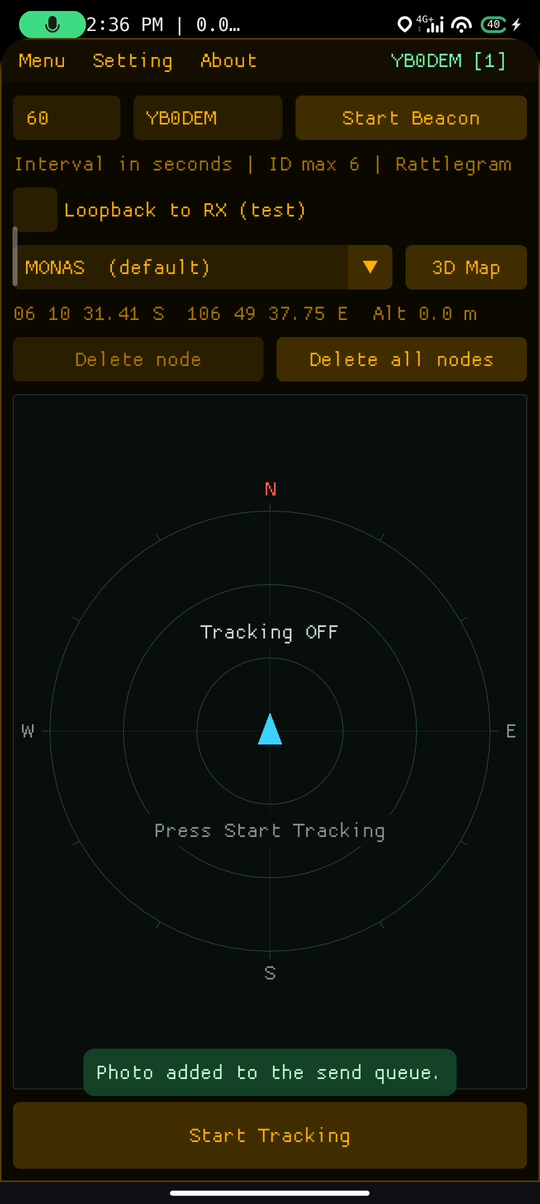 2:36 PM | 0.0… 4G+ 40
Menu Setting About YB0DEM [1]
60 YB0DEM Start Beacon
Interval in seconds | ID max 6 | Rattlegram
Loopback to RX (test)
MONAS (default) ▼ 3D Map
06 10 31.41 S 106 49 37.75 E Alt 0.0 m
Delete node Delete all nodes
N
Tracking OFF
W E
Press Start Tracking
S
Photo added to the send queue.
Start Tracking